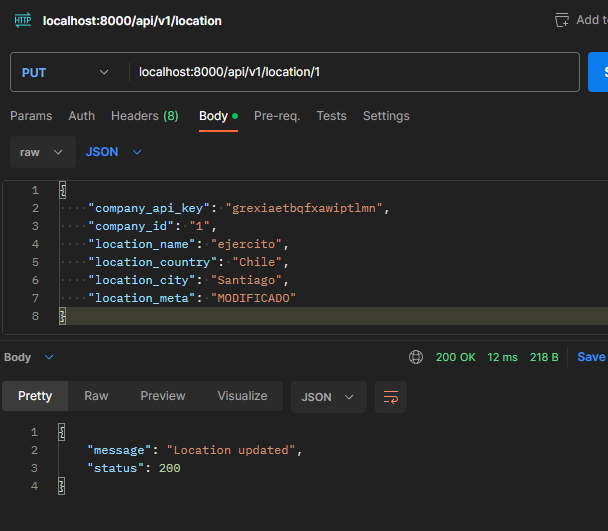 HTTP localhost:8000/api/v1/location Add to
PUT localhost:8000/api/v1/location/1 S
Params Auth Headers (8) Body Pre-req. Tests Settings
raw JSON
1 {
2 "company_api_key": "grexiaetbqfxawiptlmn",
3 "company_id": "1",
4 "location_name": "ejercito",
5 "location_country": "Chile",
6 "location_city": "Santiago",
7 "location_meta": "MODIFICADO"
8 }
Body 200 OK 12 ms 218 B Save
Pretty Raw Preview Visualize JSON
1 {
2 "message": "Location updated",
3 "status": 200
4 }